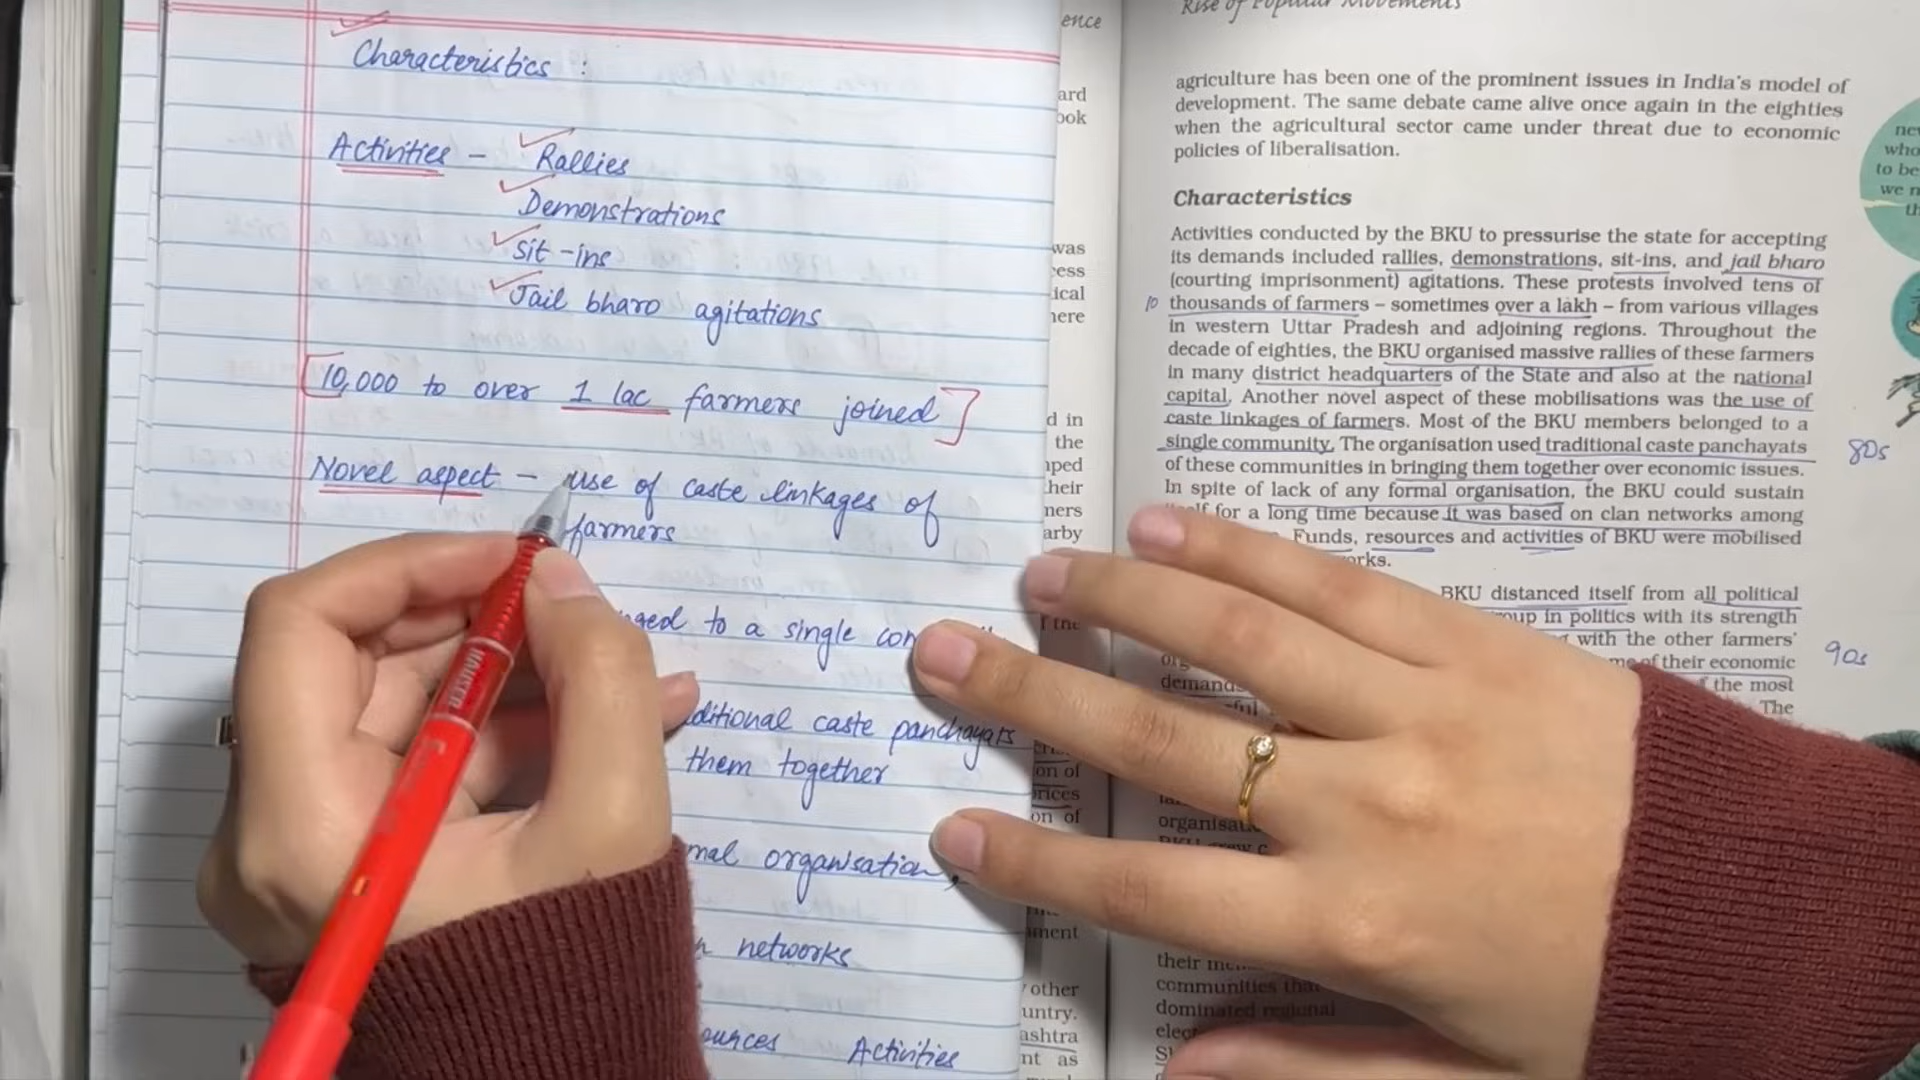 Characteristics :
Activities - Rallies
Demonstrations
Sit-ins
Jail bharo agitations
[10,000 to over 1 lac farmers joined]
Novel aspect - use of caste linkages of
farmers
to a single
caste panchayats
them together
organisation,
networks
Activities
ence
ard
ook
was
ess
ical
here
d in
the
ped
heir
ners
arby
on of
rices
on of
ment
other
untry.
ashtra
nt as
Rise of Popular Movements
agriculture has been one of the prominent issues in India's model of
development. The same debate came alive once again in the eighties
when the agricultural sector came under threat due to economic
policies of liberalisation.
Characteristics
Activities conducted by the BKU to pressurise the state for accepting
its demands included rallies, demonstrations, sit-ins, and jail bharo
(courting imprisonment) agitations. These protests involved tens of
10 thousands of farmers – sometimes over a lakh – from various villages
in western Uttar Pradesh and adjoining regions. Throughout the
decade of eighties, the BKU organised massive rallies of these farmers
in many district headquarters of the State and also at the national
capital. Another novel aspect of these mobilisations was the use of
caste linkages of farmers. Most of the BKU members belonged to a
single community. The organisation used traditional caste panchayats
80s
of these communities in bringing them together over economic issues.
In spite of lack of any formal organisation, the BKU could sustain
for a long time because it was based on clan networks among
Funds, resources and activities of BKU were mobilised
BKU distanced itself from all political
in politics with its strength
with the other farmers'
of their economic
90s
the most
The
their
communities
dominated regional